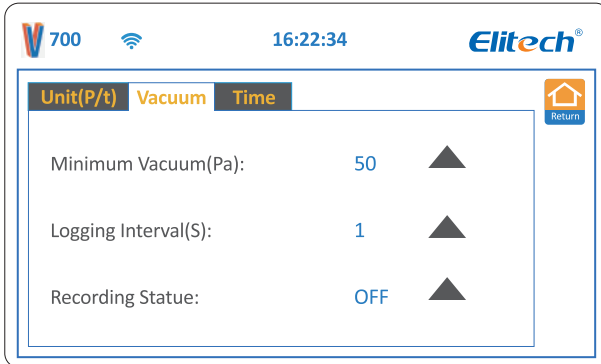 V 700 16:22:34 Elitech®
Unit(P/t) Vacuum Time
Return
Minimum Vacuum(Pa): 50
Logging Interval(S): 1
Recording Statue: OFF